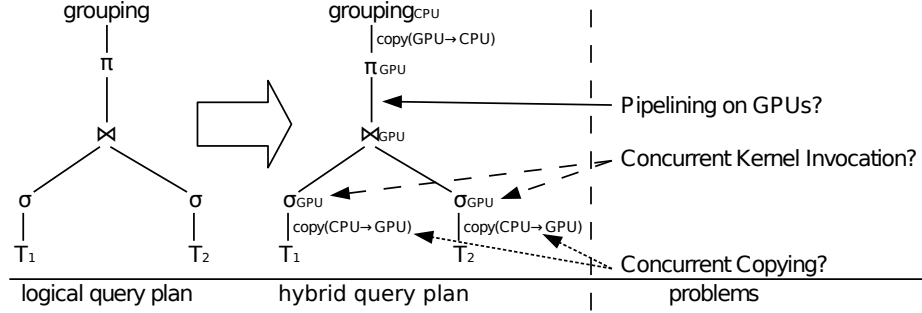 grouping
π
⋈
σ
σ
T1
T2
logical query plan
groupingCPU
copy(GPU→CPU)
πGPU
⋈GPU
σGPU
σGPU
copy(CPU→GPU)
copy(CPU→GPU)
T1
T2
hybrid query plan
Pipelining on GPUs?
Concurrent Kernel Invocation?
Concurrent Copying?
problems